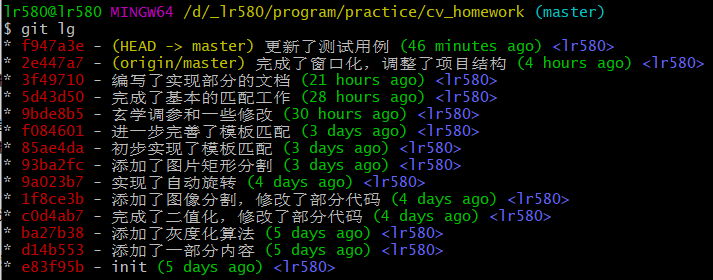 lr580@lr580 MINGW64 /d/_lr580/program/practice/cv_homework (master)
$ git lg
* f947a3e - (HEAD -> master) 更新了测试用例 (46 minutes ago) <lr580>
* 2e447a7 - (origin/master) 完成了窗口化，调整了项目结构 (4 hours ago) <lr580>
* 3f49710 - 编写了实现部分的文档 (21 hours ago) <lr580>
* 5d43d50 - 完成了基本的匹配工作 (28 hours ago) <lr580>
* 9bde8b5 - 玄学调参和一些修改 (30 hours ago) <lr580>
* f084601 - 进一步完善了模板匹配 (3 days ago) <lr580>
* 85ae4da - 初步实现了模板匹配 (3 days ago) <lr580>
* 93ba2fc - 添加了图片矩形分割 (3 days ago) <lr580>
* 9a023b7 - 实现了自动旋转 (4 days ago) <lr580>
* 1f8ce3b - 添加了图像分割，修改了部分代码 (4 days ago) <lr580>
* c0d4ab7 - 完成了二值化，修改了部分代码 (4 days ago) <lr580>
* ba27b38 - 添加了灰度化算法 (5 days ago) <lr580>
* d14b553 - 添加了一部分内容 (5 days ago) <lr580>
* e83f95b - init (5 days ago) <lr580>